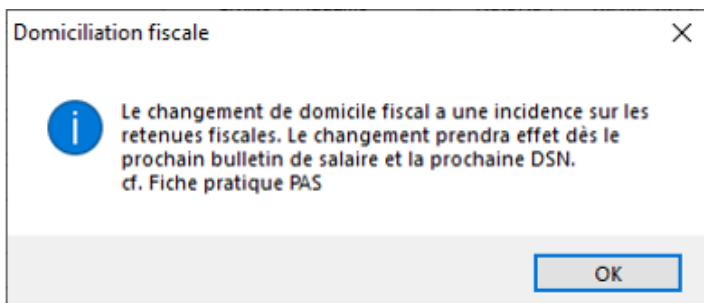 Domiciliation fiscale
Le changement de domicile fiscal a une incidence sur les
retenues fiscales. Le changement prendra effet dès le
prochain bulletin de salaire et la prochaine DSN.
cf. Fiche pratique PAS
OK